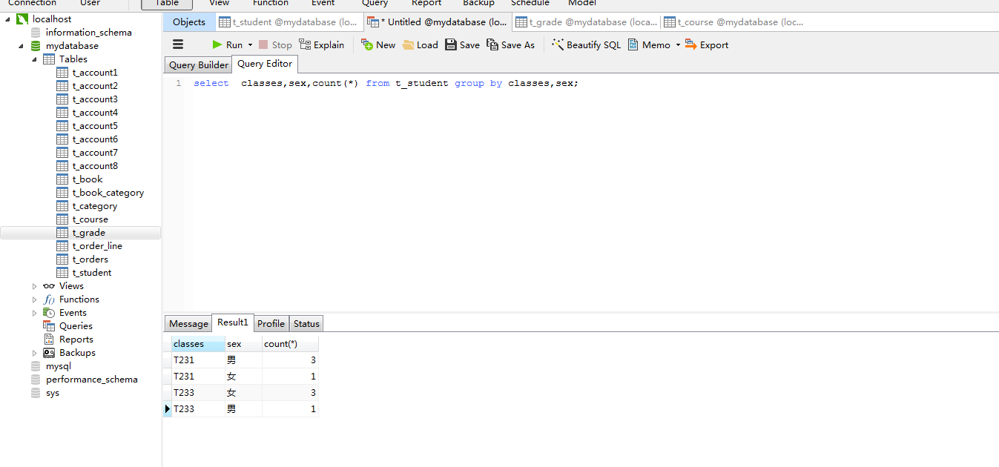 Connection User Table View Function Event Query Report Backup Schedule Model
localhost
information_schema
mydatabase
Tables
t_account1
t_account2
t_account3
t_account4
t_account5
t_account6
t_account7
t_account8
t_book
t_book_category
t_category
t_course
t_grade
t_order_line
t_orders
t_student
Views
Functions
Events
Queries
Reports
Backups
mysql
performance_schema
sys
Objects t_student @mydatabase (lo... * Untitled @mydatabase (lo... t_grade @mydatabase (loca... t_course @mydatabase (loc...
Run Stop Explain New Load Save Save As Beautify SQL Memo Export
Query Builder Query Editor
1 select  classes,sex,count(*) from t_student group by classes,sex;
Message Result1 Profile Status
classes sex count(*)
T231 男 3
T231 女 1
T233 女 3
T233 男 1